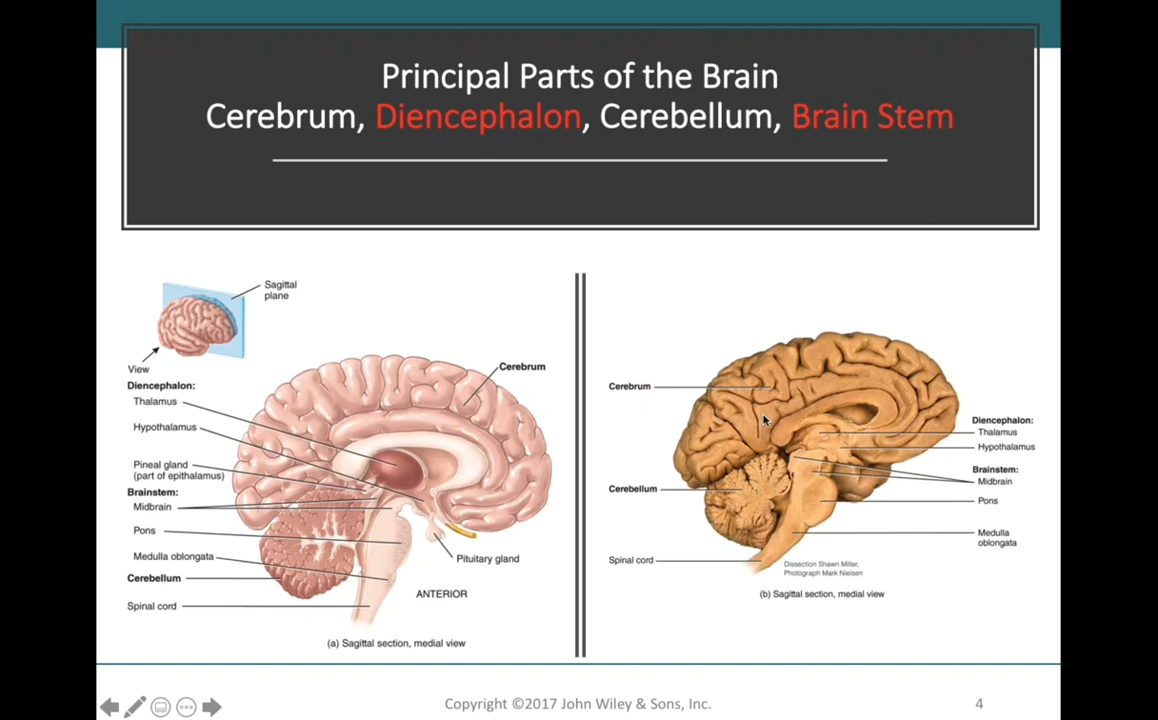 Principal Parts of the Brain
Cerebrum, Diencephalon, Cerebellum, Brain Stem
Sagittal
plane
View
Diencephalon:
Thalamus
Hypothalamus
Pineal gland
(part of epithalamus)
Brainstem:
Midbrain
Pons
Medulla oblongata
Cerebellum
Spinal cord
Cerebrum
Pituitary gland
ANTERIOR
(a) Sagittal section, medial view
Cerebrum
Cerebellum
Spinal cord
Diencephalon:
Thalamus
Hypothalamus
Brainstem:
Midbrain
Pons
Medulla
oblongata
Dissection Shawn Miller,
Photograph Mark Nielsen
(b) Sagittal section, medial view
Copyright ©2017 John Wiley & Sons, Inc.
4